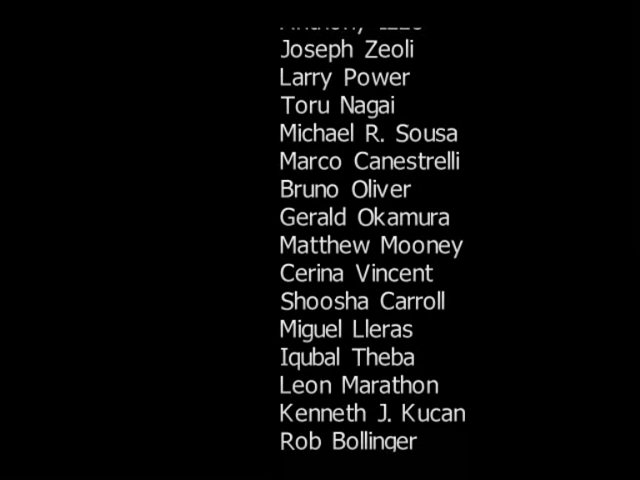 Joseph Zeoli
Larry Power
Toru Nagai
Michael R. Sousa
Marco Canestrelli
Bruno Oliver
Gerald Okamura
Matthew Mooney
Cerina Vincent
Shoosha Carroll
Miguel Lleras
Iqubal Theba
Leon Marathon
Kenneth J. Kucan
Rob Bollinger